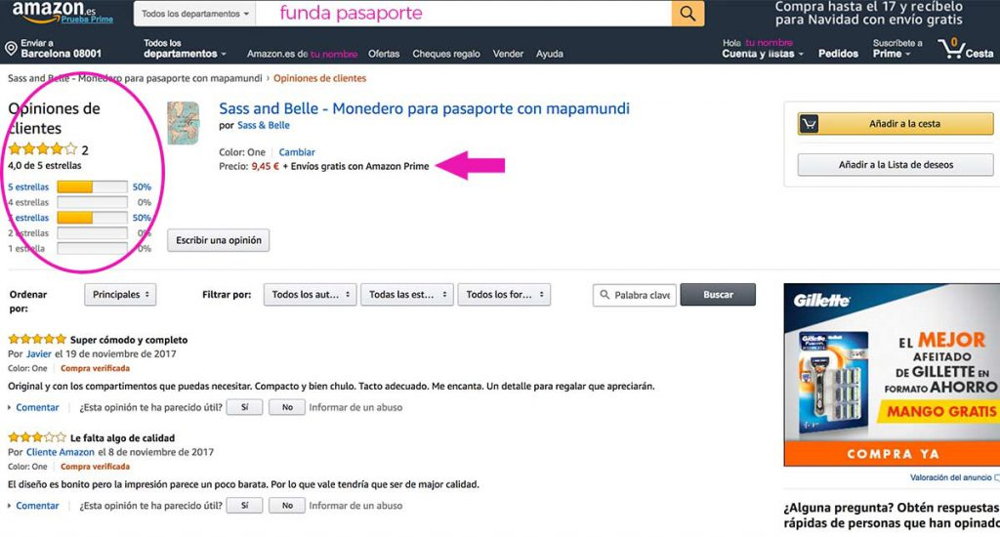 amazon.es
Prueba Prime
Todos los departamentos
funda pasaporte
Compra hasta el 17 y recíbelo
para Navidad con envío gratis
Enviar a
Barcelona 08001
Todos los
departamentos
Amazon.es de tu nombre
Ofertas
Cheques regalo
Vender
Ayuda
Hola tu nombre
Cuenta y listas
Pedidos
Suscríbete a
Prime
0
Cesta
Sass and Belle - Monedero para pasaporte con mapamundi › Opiniones de clientes
Opiniones de
clientes
2
4,0 de 5 estrellas
5 estrellas 50%
4 estrellas 0%
3 estrellas 50%
2 estrellas 0%
1 estrella 0%
Sass and Belle - Monedero para pasaporte con mapamundi
por Sass & Belle
Color: One | Cambiar
Precio: 9,45 € + Envíos gratis con Amazon Prime
Escribir una opinión
Añadir a la cesta
Añadir a la Lista de deseos
Ordenar
por:
Principales
Filtrar por:
Todos los aut...
Todas las est...
Todos los for...
Palabra clave
Buscar
Super cómodo y completo
Por Javier el 19 de noviembre de 2017
Color: One | Compra verificada
Original y con los compartimentos que puedas necesitar. Compacto y bien chulo. Tacto adecuado. Me encanta. Un detalle para regalar que apreciarán.
Comentar | ¿Esta opinión te ha parecido útil? Sí No Informar de un abuso
Le falta algo de calidad
Por Cliente Amazon el 8 de noviembre de 2017
Color: One | Compra verificada
El diseño es bonito pero la impresión parece un poco barata. Por lo que vale tendría que ser de major calidad.
Comentar | ¿Esta opinión te ha parecido útil? Sí No Informar de un abuso
Gillette
EL MEJOR
AFEITADO
DE GILLETTE EN
FORMATO AHORRO
MANGO GRATIS
COMPRA YA
Valoración del anuncio
¿Alguna pregunta? Obtén respuestas
rápidas de personas que han opinado